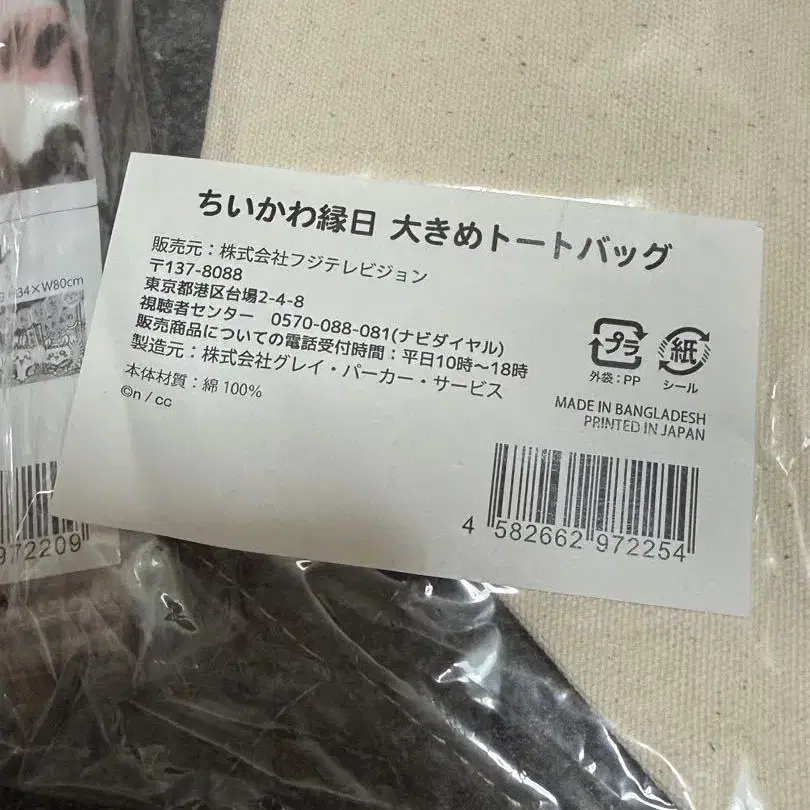 ちいかわ縁日 大きめトートバッグ
販売元：株式会社フジテレビジョン
〒137-8088
東京都港区台場2-4-8
視聴者センター 0570-088-081(ナビダイヤル)
販売商品についての電話受付時間：平日10時〜18時
製造元：株式会社グレイ・パーカー・サービス
本体材質：綿 100%
©n / cc
プラ
外袋：PP
紙
シール
MADE IN BANGLADESH
PRINTED IN JAPAN
4 582662 972254
34×W80cm
972209